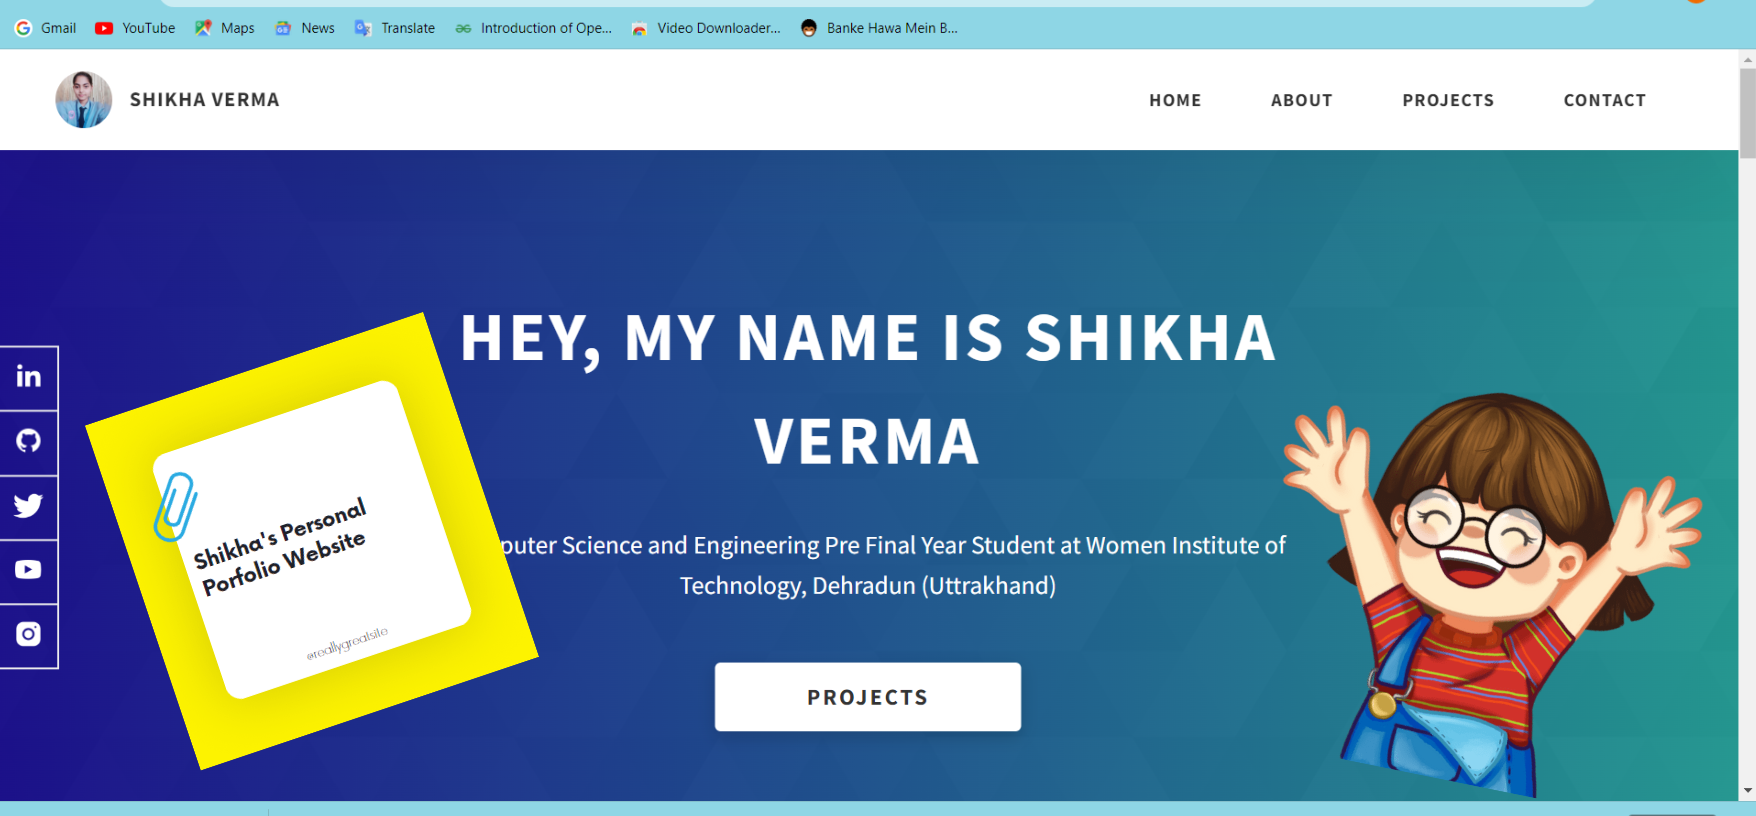 Gmail YouTube Maps News Translate Introduction of Ope... Video Downloader... Banke Hawa Mein B...
SHIKHA VERMA HOME ABOUT PROJECTS CONTACT
HEY, MY NAME IS SHIKHA
VERMA
Shikha's Personal
Porfolio Website
@reallygreatsite
puter Science and Engineering Pre Final Year Student at Women Institute of
Technology, Dehradun (Uttrakhand)
PROJECTS